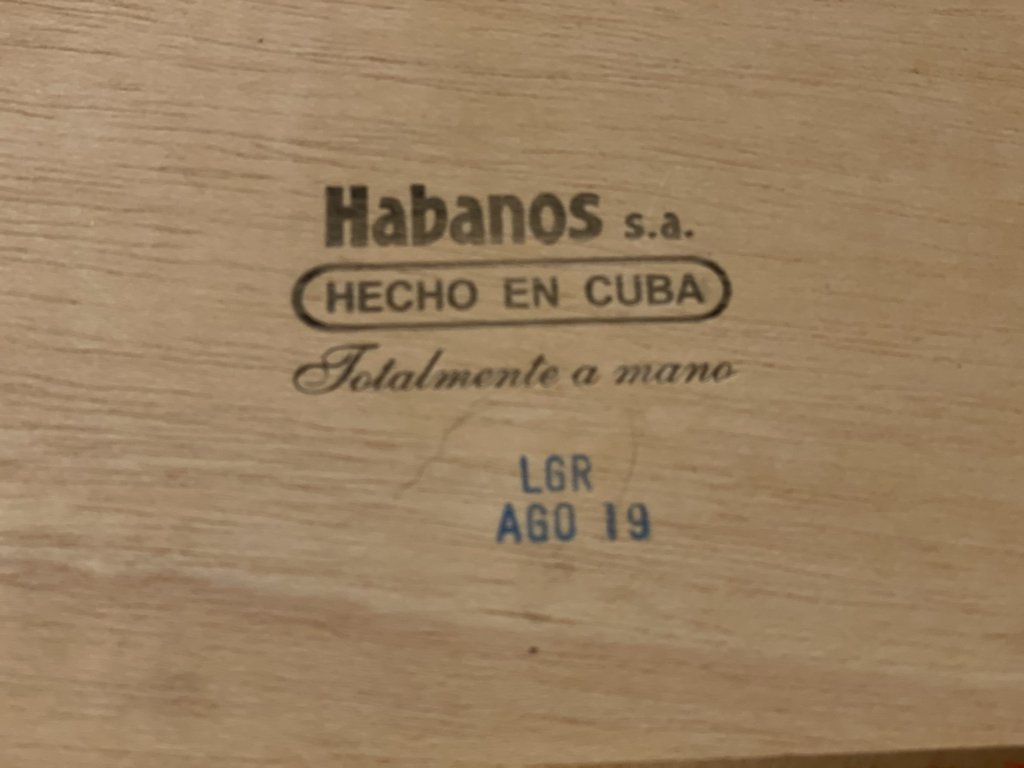 Habanos s.a.
HECHO EN CUBA
Totalmente a mano
LGR
AGO 19